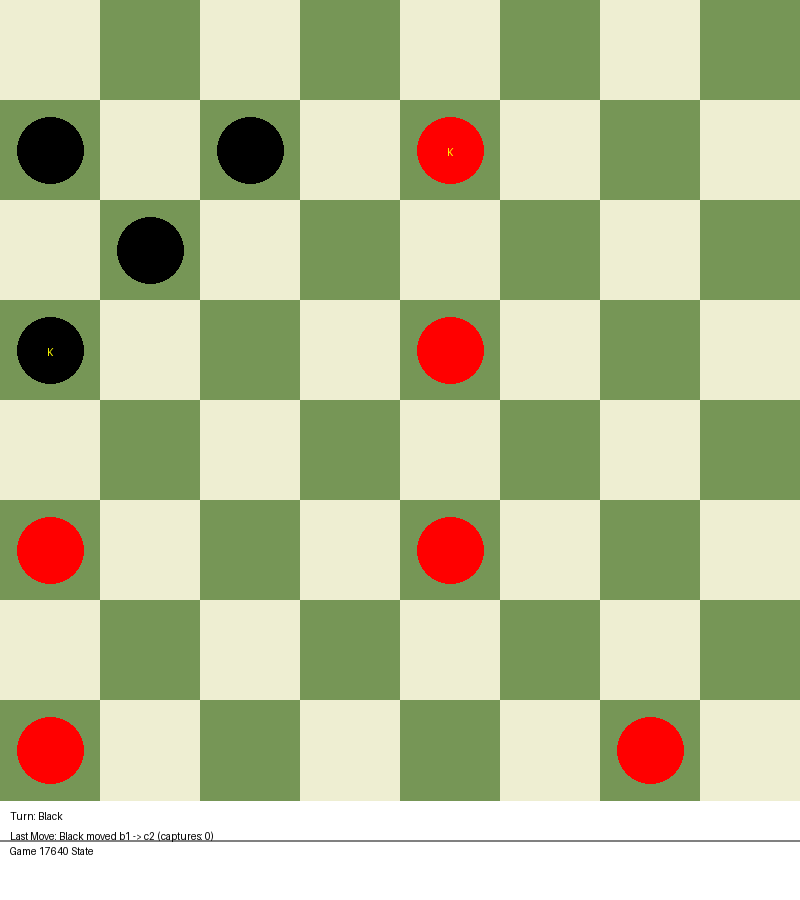 K
K
Turn: Black
Last Move: Black moved b1 -> c2 (captures: 0)
Game 17640 State